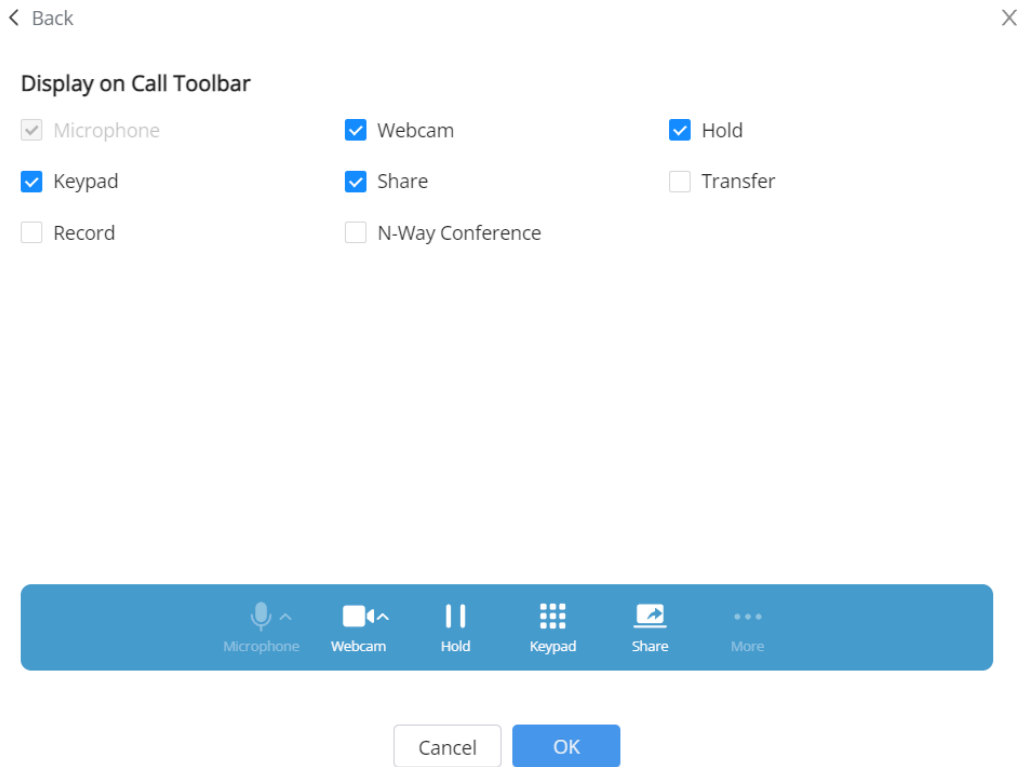 Back
Display on Call Toolbar
Microphone Webcam Hold
Keypad Share Transfer
Record N-Way Conference
Microphone Webcam Hold Keypad Share More
Cancel OK